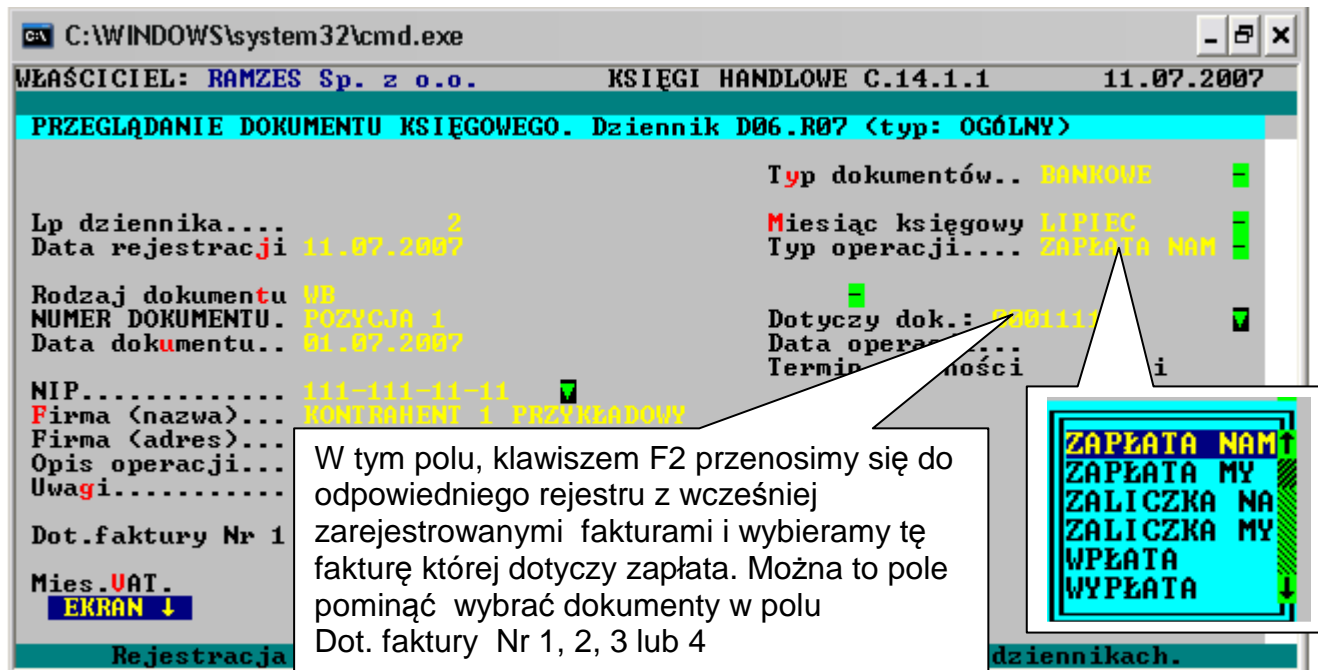 C:\WINDOWS\system32\cmd.exe
WŁAŚCICIEL: RAMZES Sp. z o.o. KSIĘGI HANDLOWE C.14.1.1 11.07.2007
PRZEGLĄDANIE DOKUMENTU KSIĘGOWEGO. Dziennik D06.R07 (typ: OGÓLNY)
Typ dokumentów.. BANKOWE
Lp dziennika.... 2 Miesiąc księgowy LIPIEC
Data rejestracji 11.07.2007 Typ operacji.... ZAPŁATA NAM
Rodzaj dokumentu WB
NUMER DOKUMENTU. POZYCJA 1 Dotyczy dok.: 0001111
Data dokumentu.. 01.07.2007 Data
Termin
NIP............. 111-111-11-11
Firma (nazwa)... KONTRAHENT 1 PRZYKŁADOWY
Firma (adres)...
Opis operacji...
Uwagi...........
Dot.faktury Nr 1
Mies.VAT.
EKRAN ↓
Rejestracja dziennikach.
W tym polu, klawiszem F2 przenosimy się do
odpowiedniego rejestru z wcześniej
zarejestrowanymi fakturami i wybieramy tę
fakturę której dotyczy zapłata. Można to pole
pominąć wybrać dokumenty w polu
Dot. faktury Nr 1, 2, 3 lub 4
ZAPŁATA NAM
ZAPŁATA MY
ZALICZKA NA
ZALICZKA MY
WPŁATA
WYPŁATA